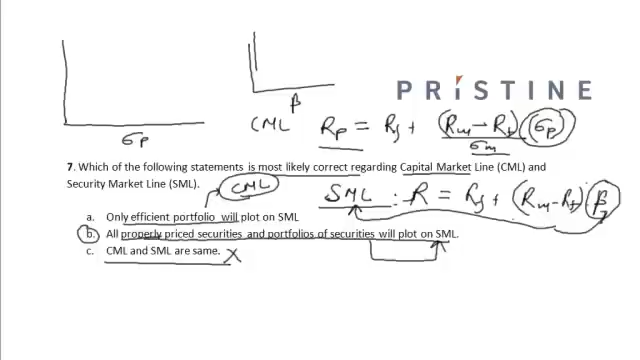 β
σp
PRISTINE
CML Rp = Rf + (Rm - Rf) (σp)
σm
7. Which of the following statements is most likely correct regarding Capital Market Line (CML) and
Security Market Line (SML).
CML
SML : R = Rf + (Rm - Rf) β
a. Only efficient portfolio will plot on SML
b. All properly priced securities and portfolios of securities will plot on SML.
c. CML and SML are same. X